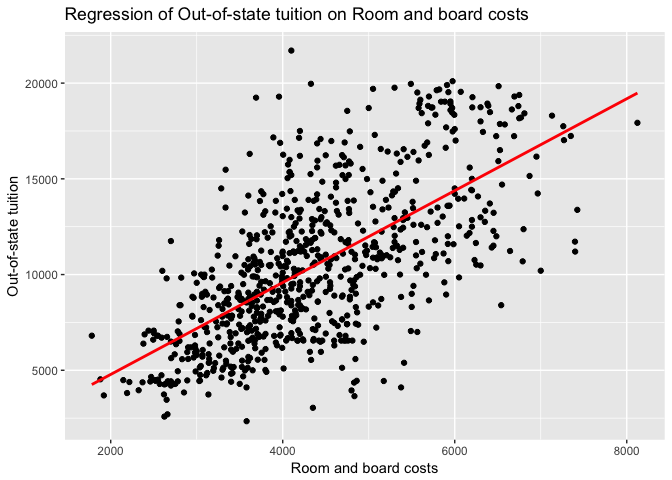 Regression of Out-of-state tuition on Room and board costs
20000
15000
10000
5000
Out-of-state tuition
2000 4000 6000 8000
Room and board costs